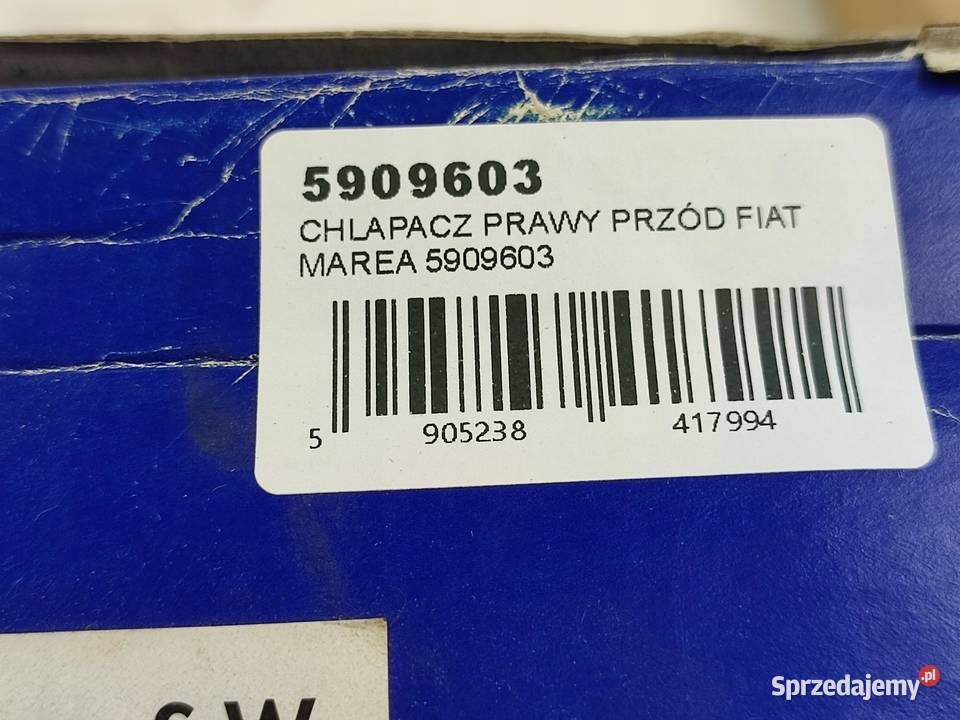 5909603
CHLAPACZ PRAWY PRZÓD FIAT
MAREA 5909603
5 905238 417994
Sprzedajemy.pl